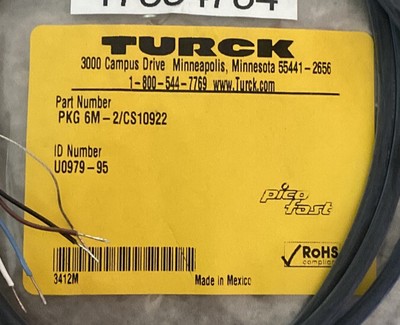 TURCK
3000 Campus Drive Minneapolis, Minnesota 55441-2656
1-800-544-7769 www.Turck.com
Part Number
PKG 6M-2/CS10922
ID Number
U0979-95
pico
fast
RoHS
compliant
3412M
Made in Mexico